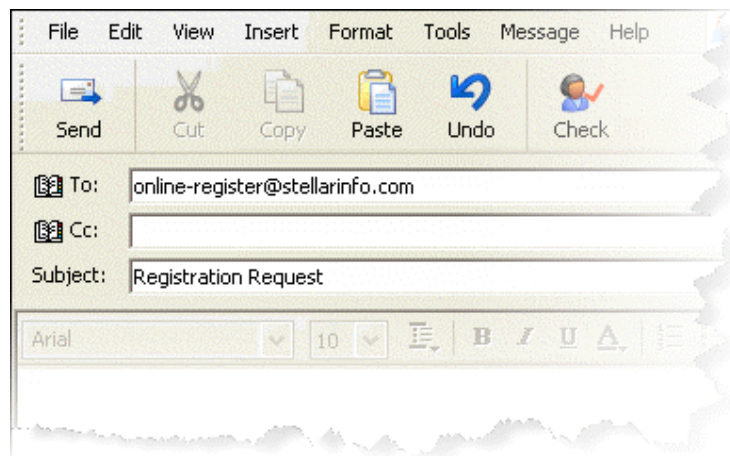 File Edit View Insert Format Tools Message Help
Send Cut Copy Paste Undo Check
To: online-register@stellarinfo.com
Cc:
Subject: Registration Request
Arial 10 B I U A